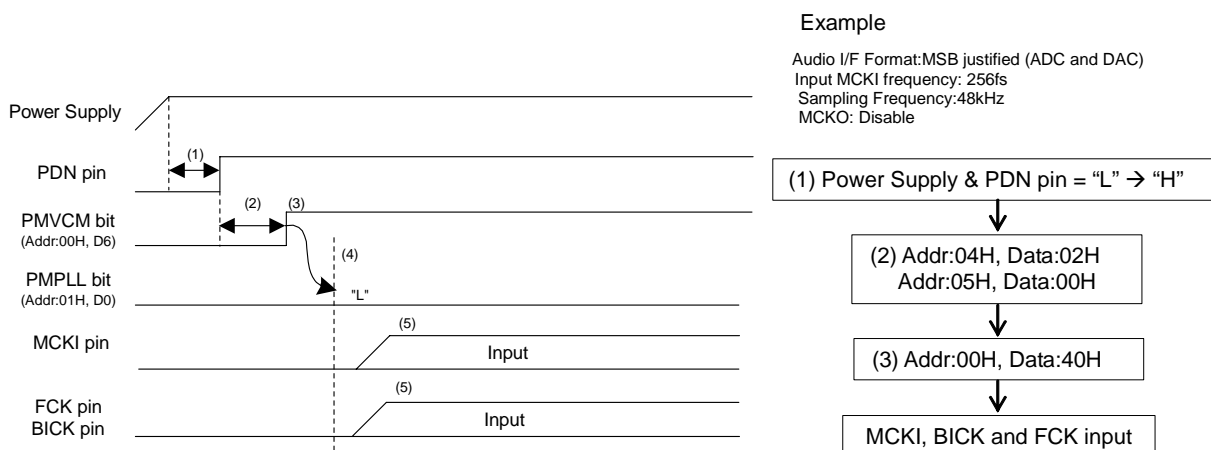 Example
Audio I/F Format:MSB justified (ADC and DAC)
Input MCKI frequency: 256fs
Sampling Frequency:48kHz
MCKO: Disable
Power Supply
(1)
PDN pin
(2)
(3)
PMVCM bit
(Addr:00H, D6)
(4)
PMPLL bit
(Addr:01H, D0)
"L"
MCKI pin
(5)
Input
FCK pin
BICK pin
(5)
Input
(1) Power Supply & PDN pin = “L” → “H”
(2) Addr:04H, Data:02H
Addr:05H, Data:00H
(3) Addr:00H, Data:40H
MCKI, BICK and FCK input